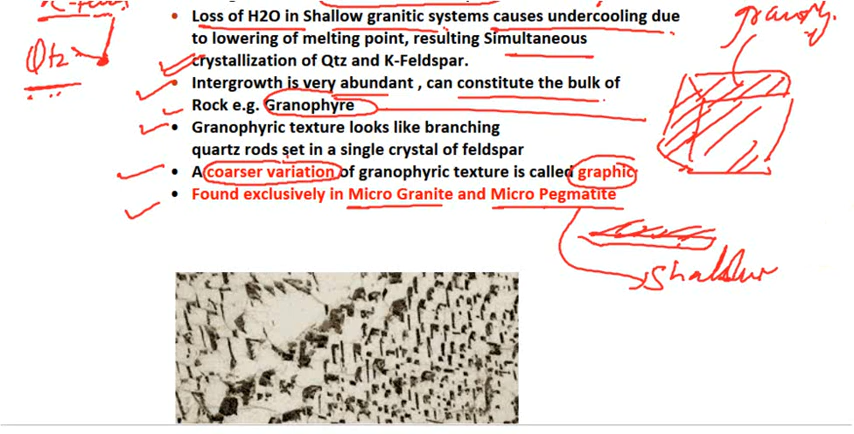 Loss of H2O in Shallow granitic systems causes undercooling due
to lowering of melting point, resulting Simultaneous
Qtz
crystallization of Qtz and K-Feldspar.
Intergrowth is very abundant , can constitute the bulk of
Rock e.g. Granophyre
Granophyric texture looks like branching
quartz rods set in a single crystal of feldspar
A coarser variation of granophyric texture is called graphic
Found exclusively in Micro Granite and Micro Pegmatite
Shallow